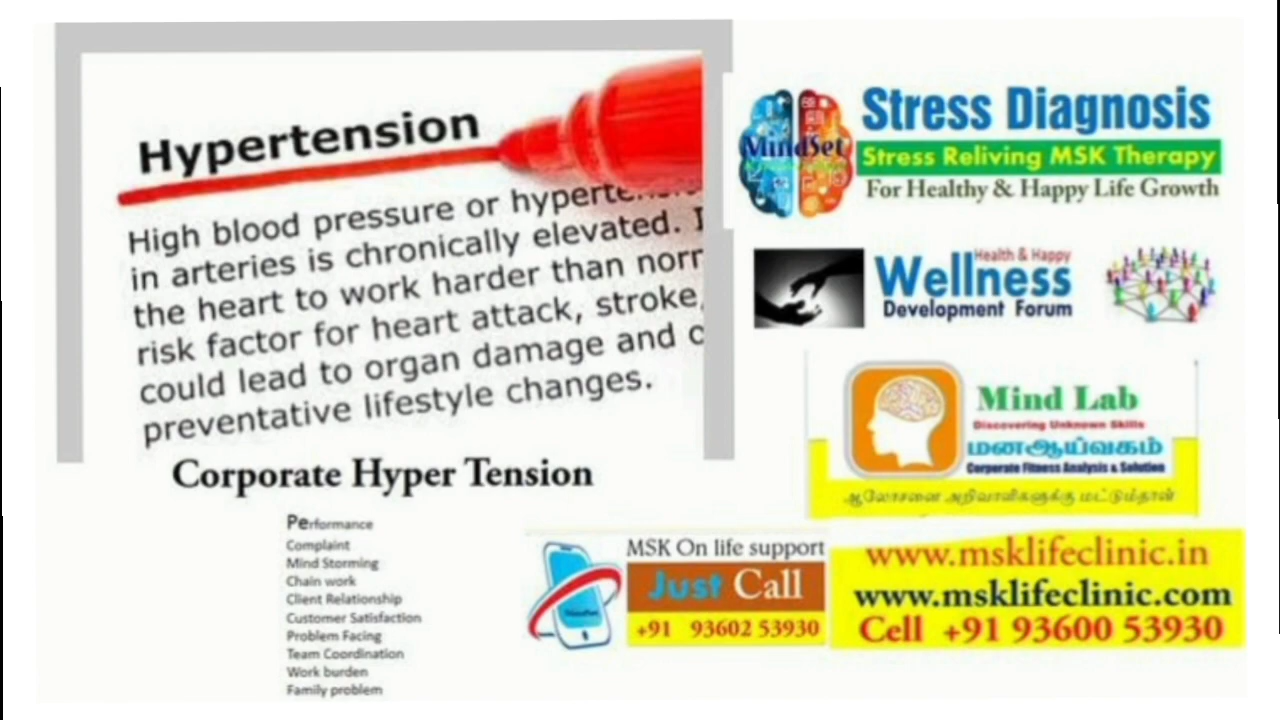 Hypertension
High blood pressure or hyperte
in arteries is chronically elevated. I
the heart to work harder than norr
risk factor for heart attack, stroke,
could lead to organ damage and
preventative lifestyle changes.
Corporate Hyper Tension
Performance
Complaint
Mind Storming
Chain work
Client Relationship
Customer Satisfaction
Problem Facing
Team Coordination
Work burden
Family problem
MindSet
Stress Diagnosis
Stress Reliving MSK Therapy
For Healthy & Happy Life Growth
Health & Happy
Wellness
Development Forum
Mind Lab
Discovering Unknown Skills
மனஆய்வகம்
Corporate Fitness Analysis & Solution
ஆலோசனை அறிவாளிகளுக்கு மட்டும்தான்
MSK On life support
Just Call
+91 93602 53930
MindSet
www.msklifeclinic.in
www.msklifeclinic.com
Cell +91 93600 53930